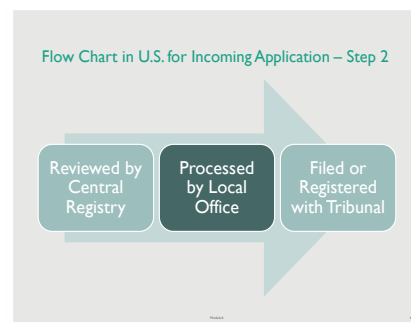 Flow Chart in U.S. for Incoming Application – Step 2
Reviewed by
Central
Registry
Processed
by Local
Office
Filed or
Registered
with Tribunal